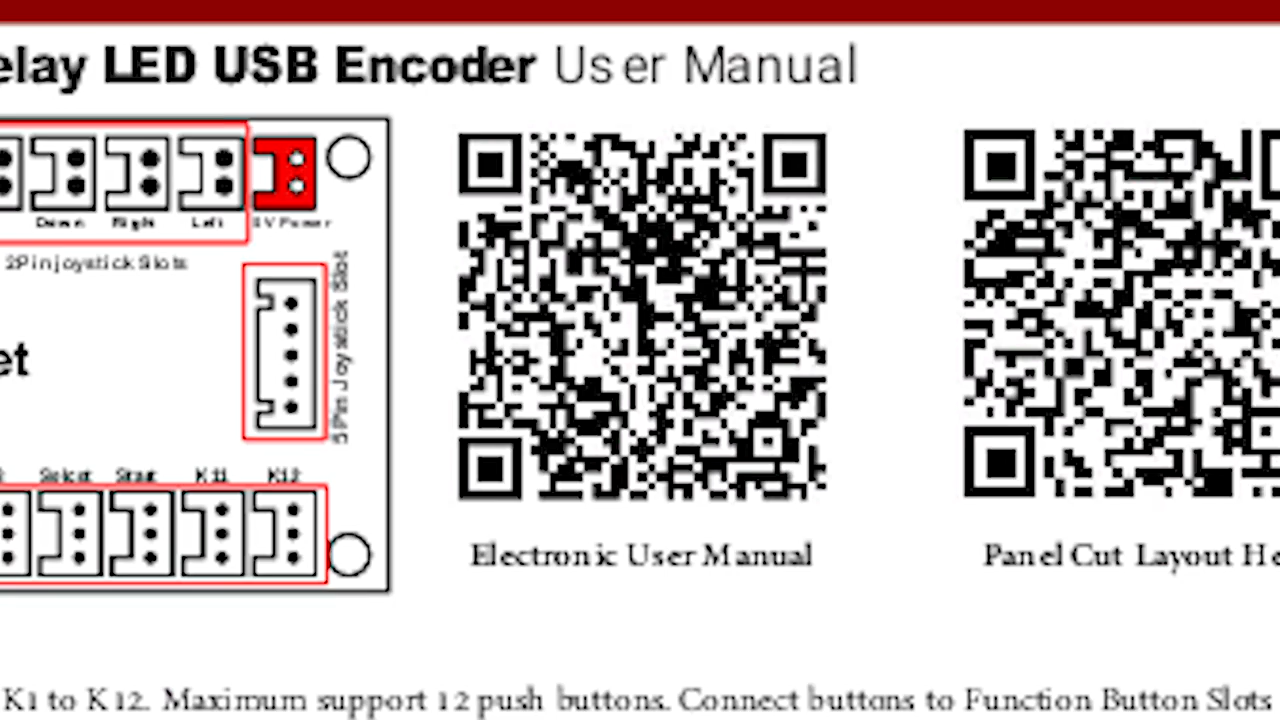 elay LED USB Encoder User Manual
Down Right Left 5V Power
2Pin joystick Slots
5Pin Joystick Slot
et
Select Start K11 K12
Electronic User Manual
Panel Cut Layout He
K1 to K12. Maximum support 12 push buttons. Connect buttons to Function Button Slots